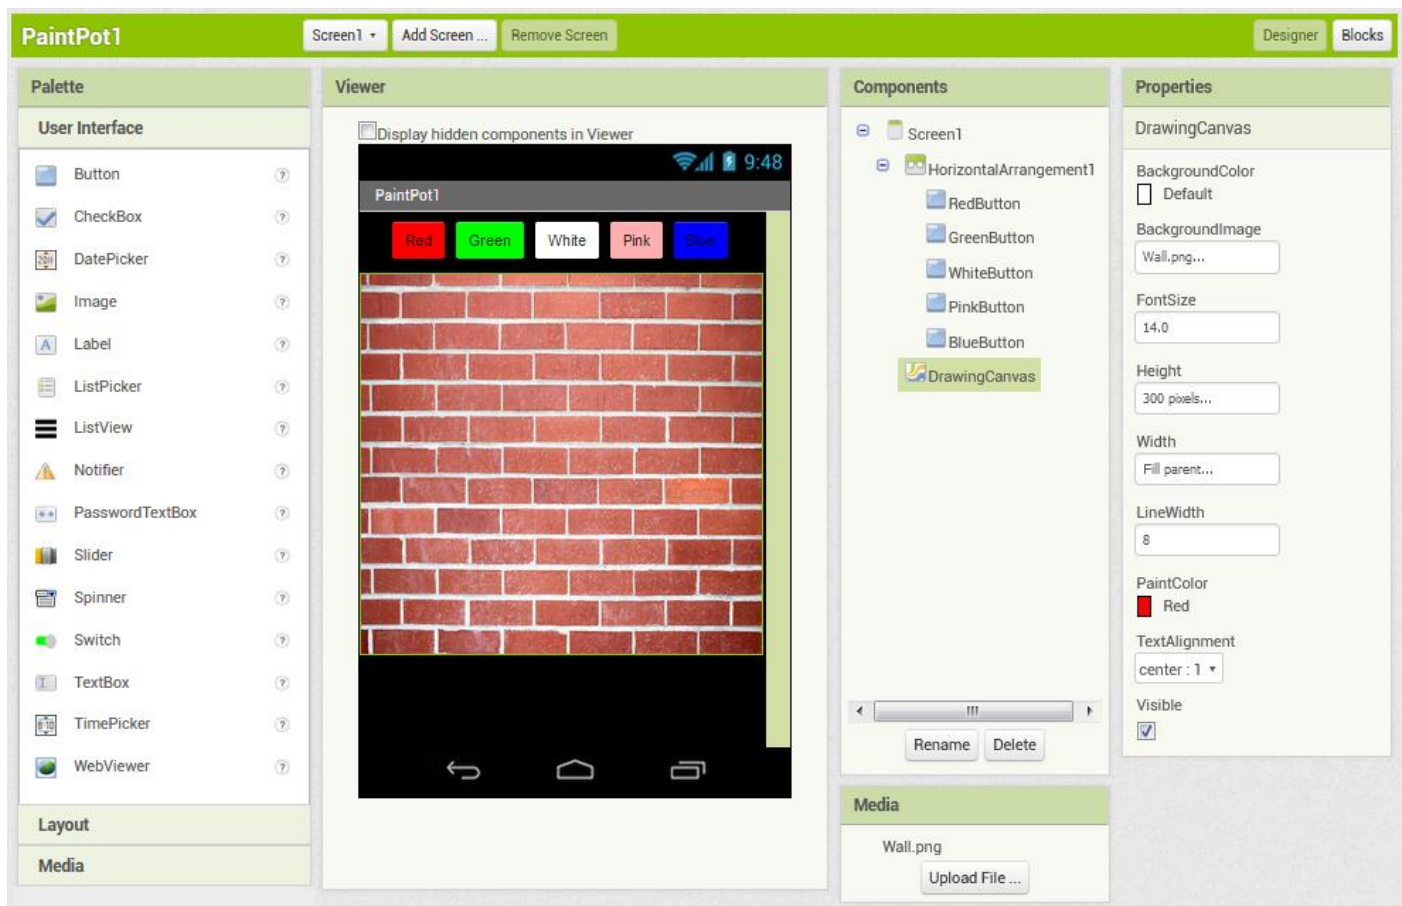 PaintPot1
Screen1
Add Screen ...
Remove Screen
Designer
Blocks
Palette
User Interface
Button
CheckBox
DatePicker
Image
Label
ListPicker
ListView
Notifier
PasswordTextBox
Slider
Spinner
Switch
TextBox
TimePicker
WebViewer
Layout
Media
Viewer
Display hidden components in Viewer
9:48
PaintPot1
Red Green White Pink Blue
Components
Screen1
HorizontalArrangement1
RedButton
GreenButton
WhiteButton
PinkButton
BlueButton
DrawingCanvas
Rename
Delete
Media
Wall.png
Upload File ...
Properties
DrawingCanvas
BackgroundColor
Default
BackgroundImage
Wall.png...
FontSize
14.0
Height
300 pixels...
Width
Fill parent...
LineWidth
8
PaintColor
Red
TextAlignment
center : 1
Visible